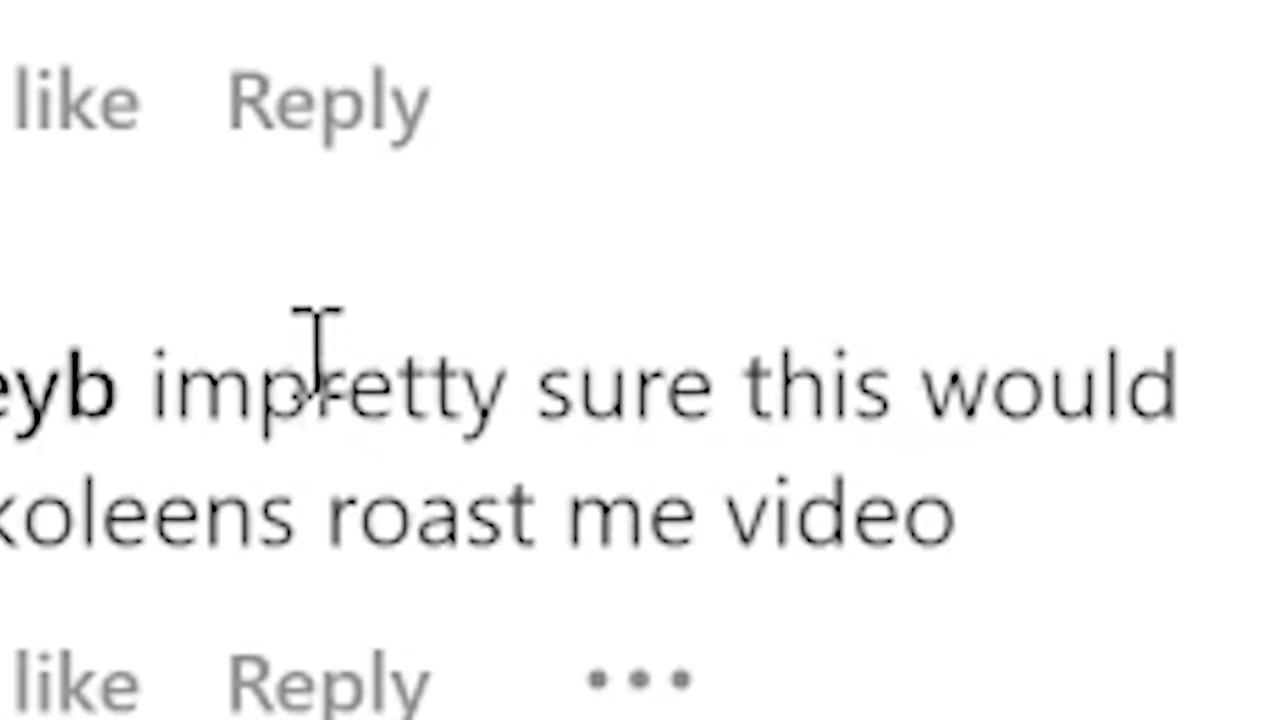 like Reply
eyb impretty sure this would
koleens roast me video
like Reply •••